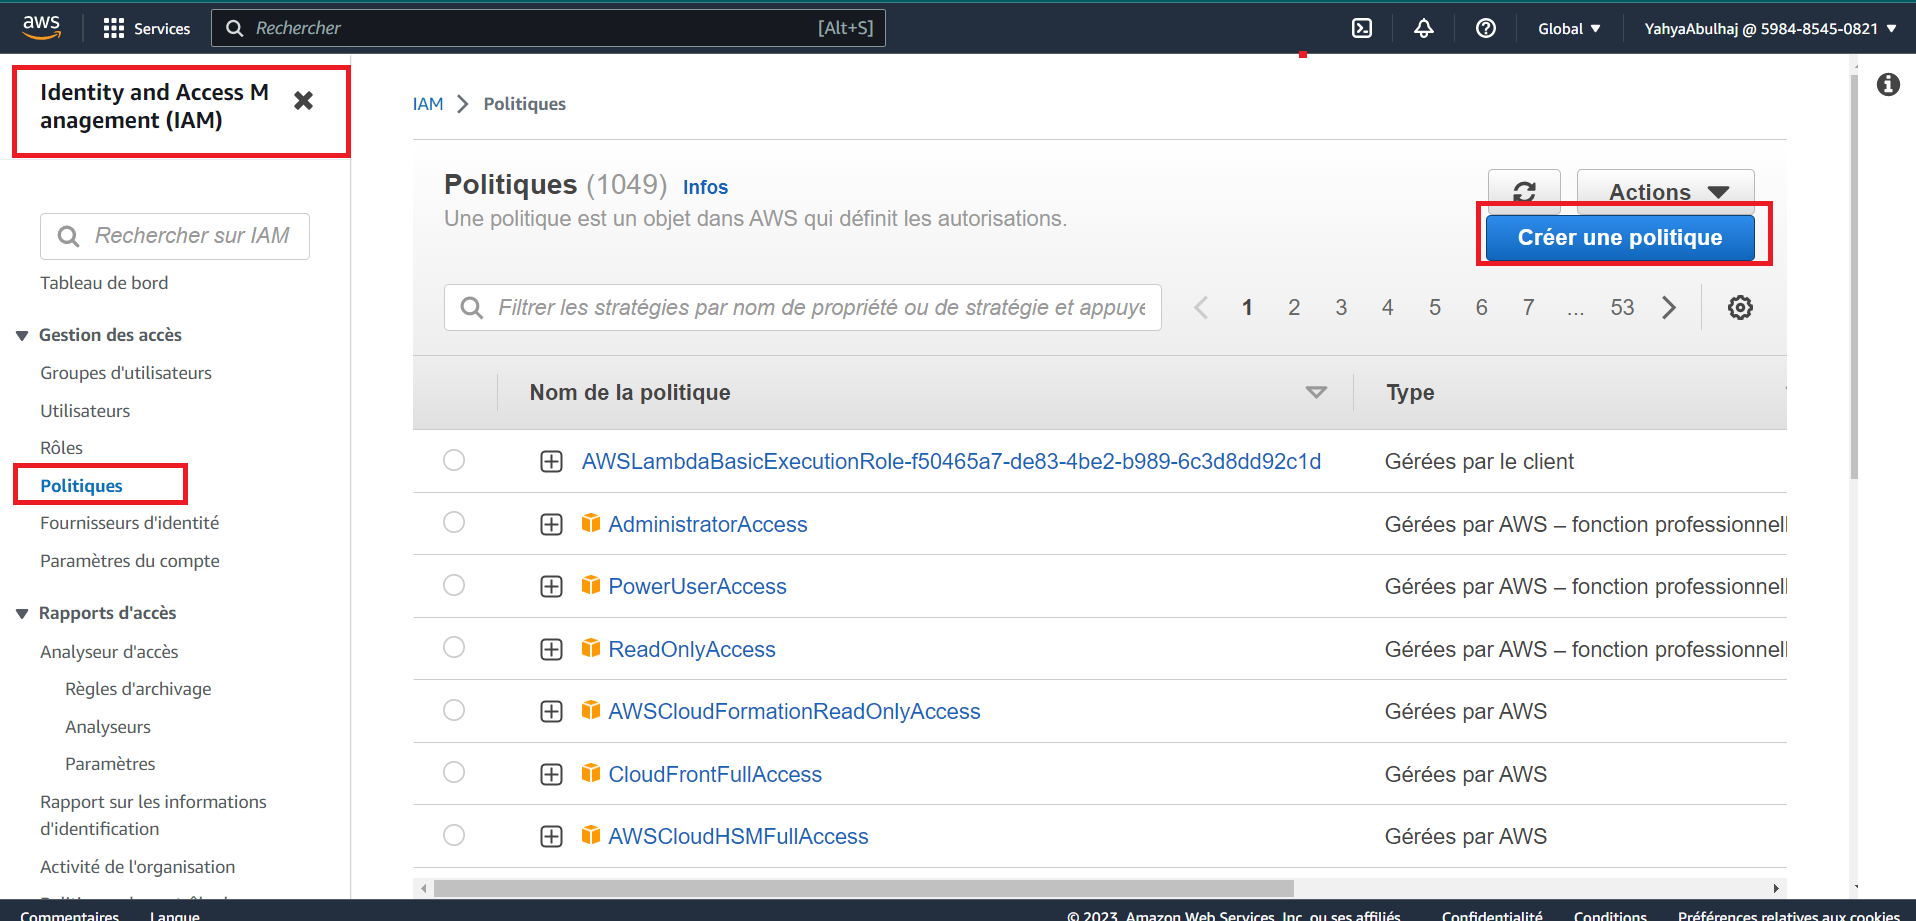 aws
Services
Rechercher
[Alt+S]
Global
YahyaAbulhaj @ 5984-8545-0821
Identity and Access M
anagement (IAM)
Rechercher sur IAM
Tableau de bord
Gestion des accès
Groupes d'utilisateurs
Utilisateurs
Rôles
Politiques
Fournisseurs d'identité
Paramètres du compte
Rapports d'accès
Analyseur d'accès
Règles d'archivage
Analyseurs
Paramètres
Rapport sur les informations
d'identification
Activité de l'organisation
IAM > Politiques
Politiques (1049) Infos
Une politique est un objet dans AWS qui définit les autorisations.
Actions
Créer une politique
Filtrer les stratégies par nom de propriété ou de stratégie et appuye
1 2 3 4 5 6 7 ... 53
Nom de la politique
Type
AWSLambdaBasicExecutionRole-f50465a7-de83-4be2-b989-6c3d8dd92c1d
Gérées par le client
AdministratorAccess
Gérées par AWS – fonction professionnell
PowerUserAccess
Gérées par AWS – fonction professionnell
ReadOnlyAccess
Gérées par AWS – fonction professionnell
AWSCloudFormationReadOnlyAccess
Gérées par AWS
CloudFrontFullAccess
Gérées par AWS
AWSCloudHSMFullAccess
Gérées par AWS
Commentaires
Langue
© 2023, Amazon Web Services, Inc. ou ses affiliés.
Confidentialité
Conditions
Préférences relatives aux cookies